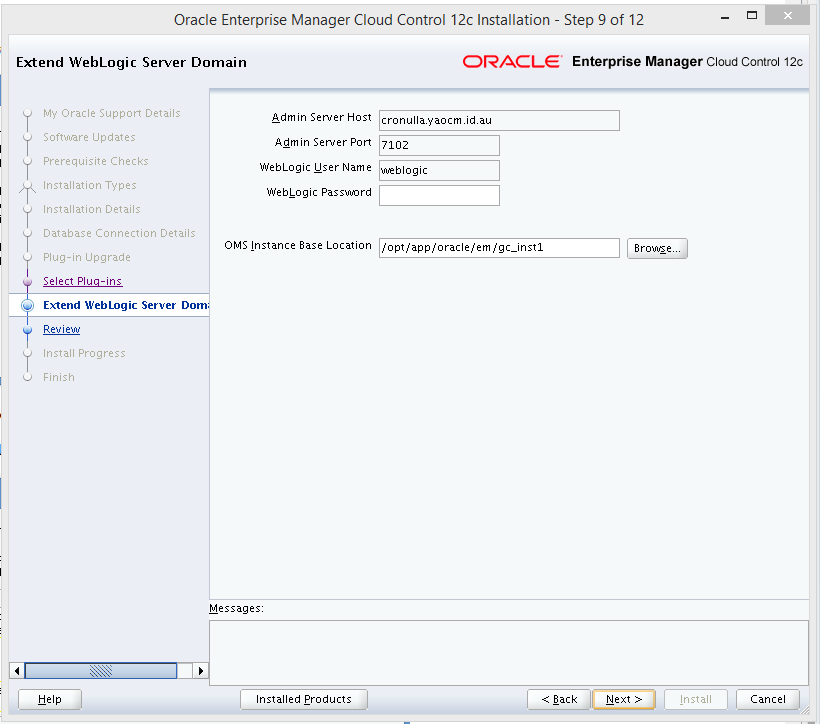 Oracle Enterprise Manager Cloud Control 12c Installation - Step 9 of 12
Extend WebLogic Server Domain
ORACLE Enterprise Manager Cloud Control 12c
My Oracle Support Details
Software Updates
Prerequisite Checks
Installation Types
Installation Details
Database Connection Details
Plug-in Upgrade
Select Plug-ins
Extend WebLogic Server Doma
Review
Install Progress
Finish
Admin Server Host cronulla.yaocm.id.au
Admin Server Port 7102
WebLogic User Name weblogic
WebLogic Password
OMS Instance Base Location /opt/app/oracle/em/gc_inst1 Browse...
Messages:
Help Installed Products < Back Next > Install Cancel